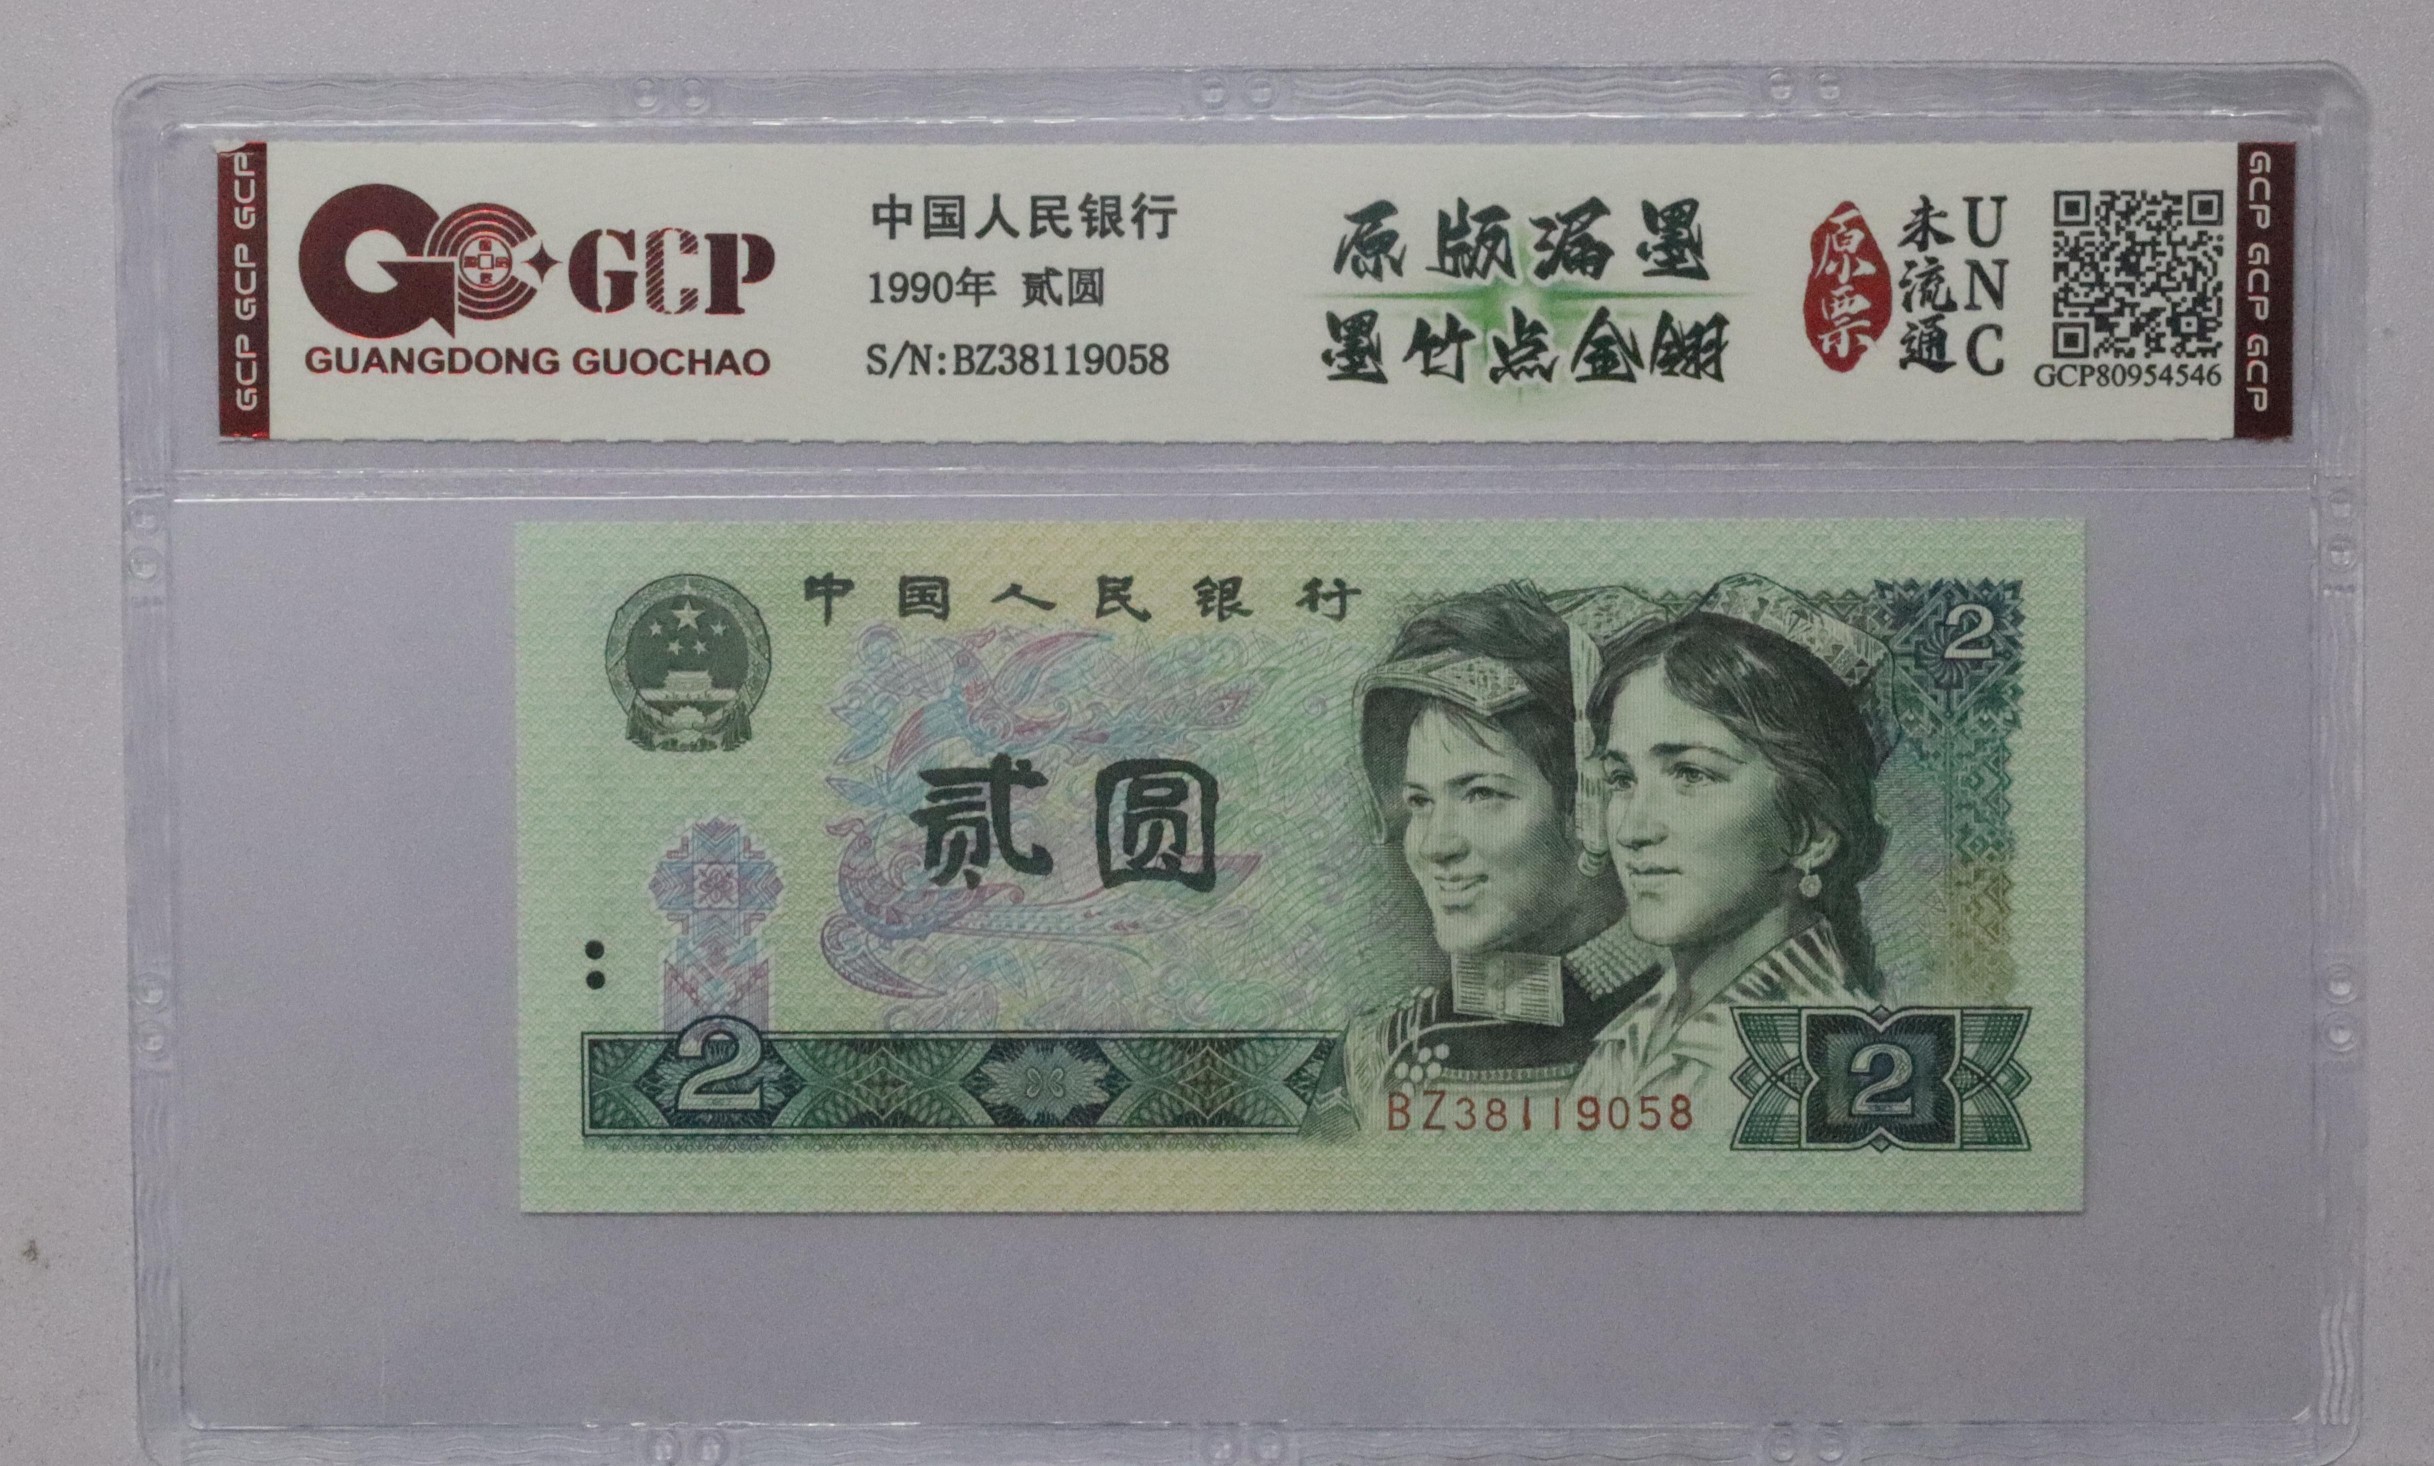 GCP GCP GCP
GCP
GUANGDONG GUOCHAO
中国人民银行
1990年 贰圆
S/N:BZ38119058
原版漏墨
墨竹点金翎
原票
未流通
UNC
GCP80954546
GCP GCP GCP
中国人民银行
2
贰圆
2
BZ38119058
2